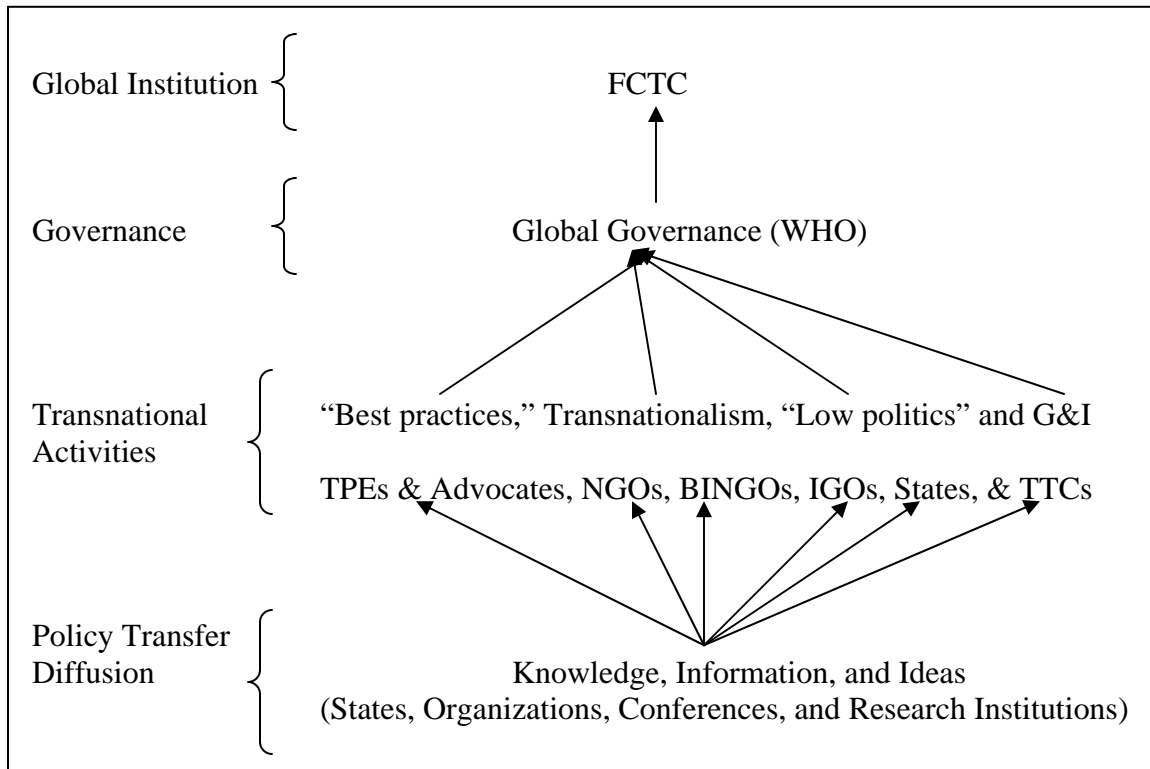 Global Institution
FCTC
Governance
Global Governance (WHO)
Transnational
Activities
“Best practices,” Transnationalism, “Low politics” and G&I
TPEs & Advocates, NGOs, BINGOs, IGOs, States, & TTCs
Policy Transfer
Diffusion
Knowledge, Information, and Ideas
(States, Organizations, Conferences, and Research Institutions)